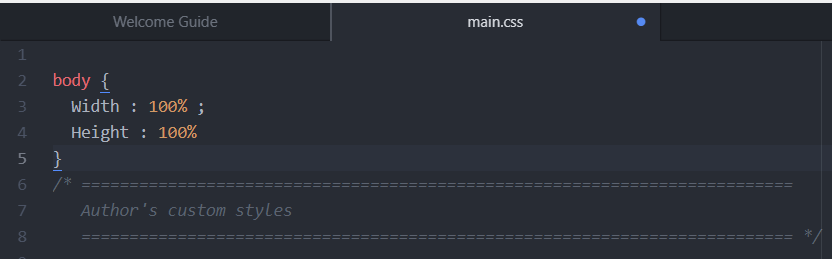 Welcome Guide main.css
1
2 body {
3 Width : 100% ;
4 Height : 100%
5 }
6 /* ==========================================================================
7 Author's custom styles
8 ========================================================================== */